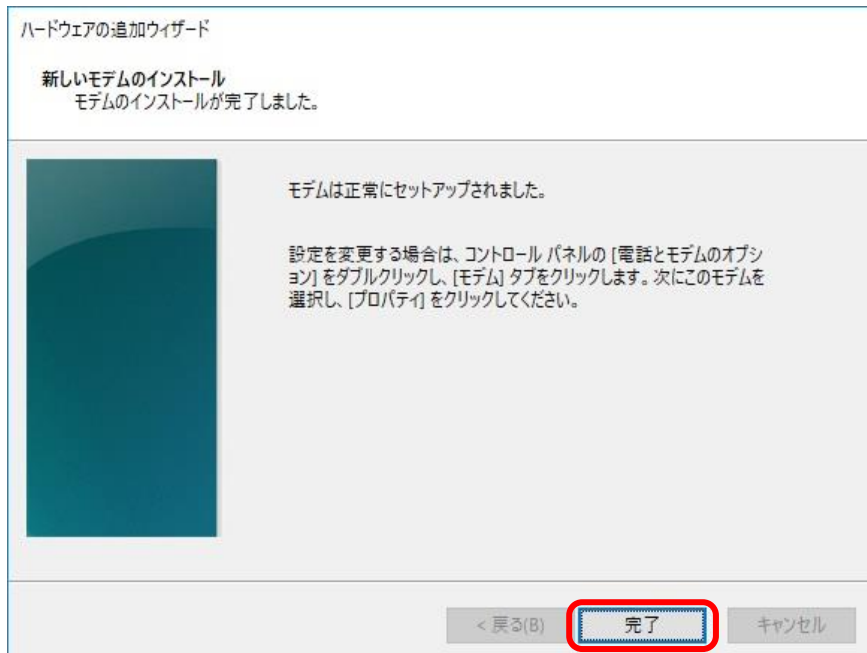 ハードウェアの追加ウィザード
新しいモデムのインストール
モデムのインストールが完了しました。
モデムは正常にセットアップされました。
設定を変更する場合は、コントロール パネルの [電話とモデムのオプシ
ョン] をダブルクリックし、[モデム] タブをクリックします。次にこのモデムを
選択し、[プロパティ] をクリックしてください。
< 戻る(B) 完了 キャンセル